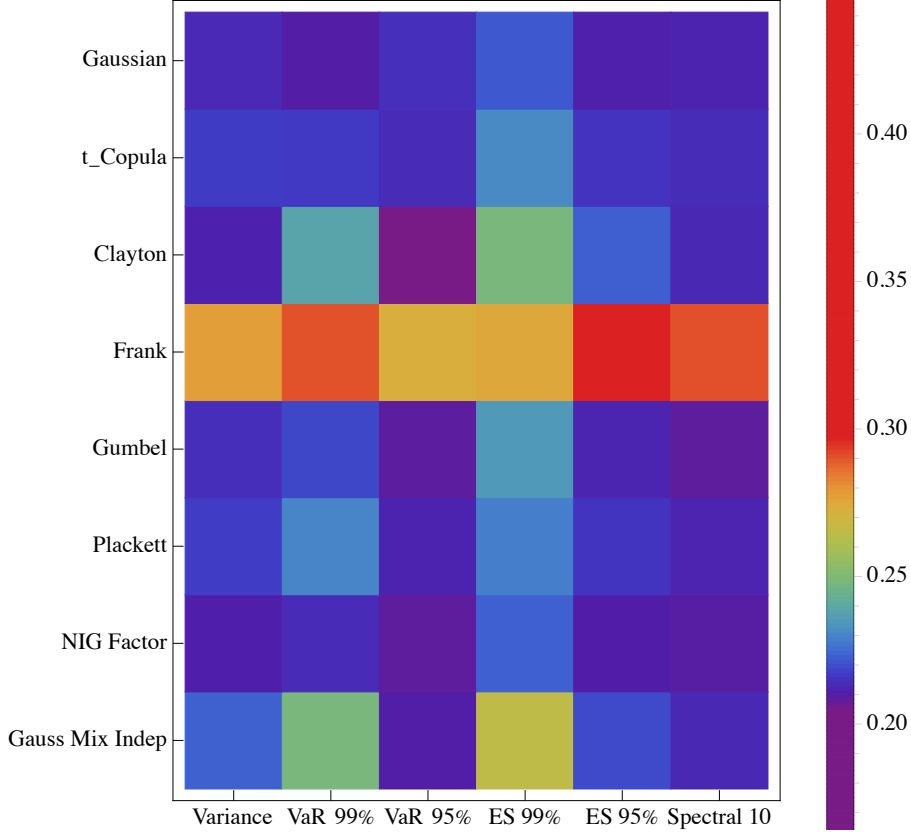 Gaussian
t_Copula
Clayton
Frank
Gumbel
Plackett
NIG Factor
Gauss Mix Indep
Variance VaR 99% VaR 95% ES 99% ES 95% Spectral 10
0.40
0.35
0.30
0.25
0.20